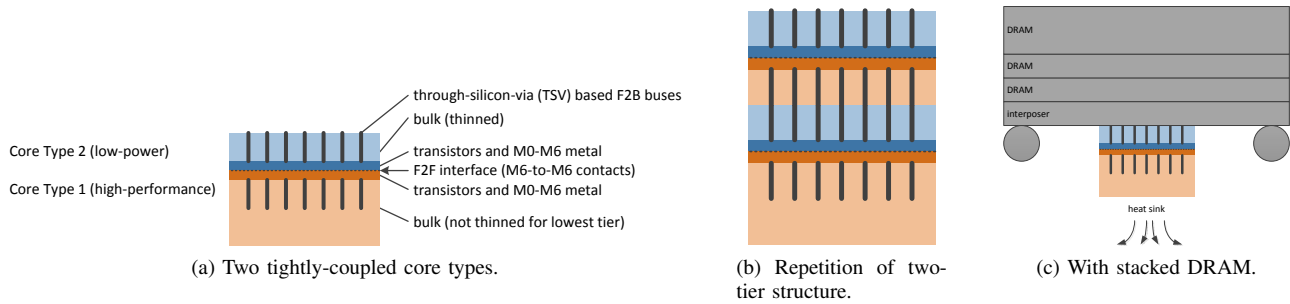 through-silicon-via (TSV) based F2B buses
bulk (thinned)
Core Type 2 (low-power)
transistors and M0-M6 metal
F2F interface (M6-to-M6 contacts)
Core Type 1 (high-performance)
transistors and M0-M6 metal
bulk (not thinned for lowest tier)
(a) Two tightly-coupled core types.
(b) Repetition of two-
tier structure.
DRAM
DRAM
DRAM
interposer
heat sink
(c) With stacked DRAM.